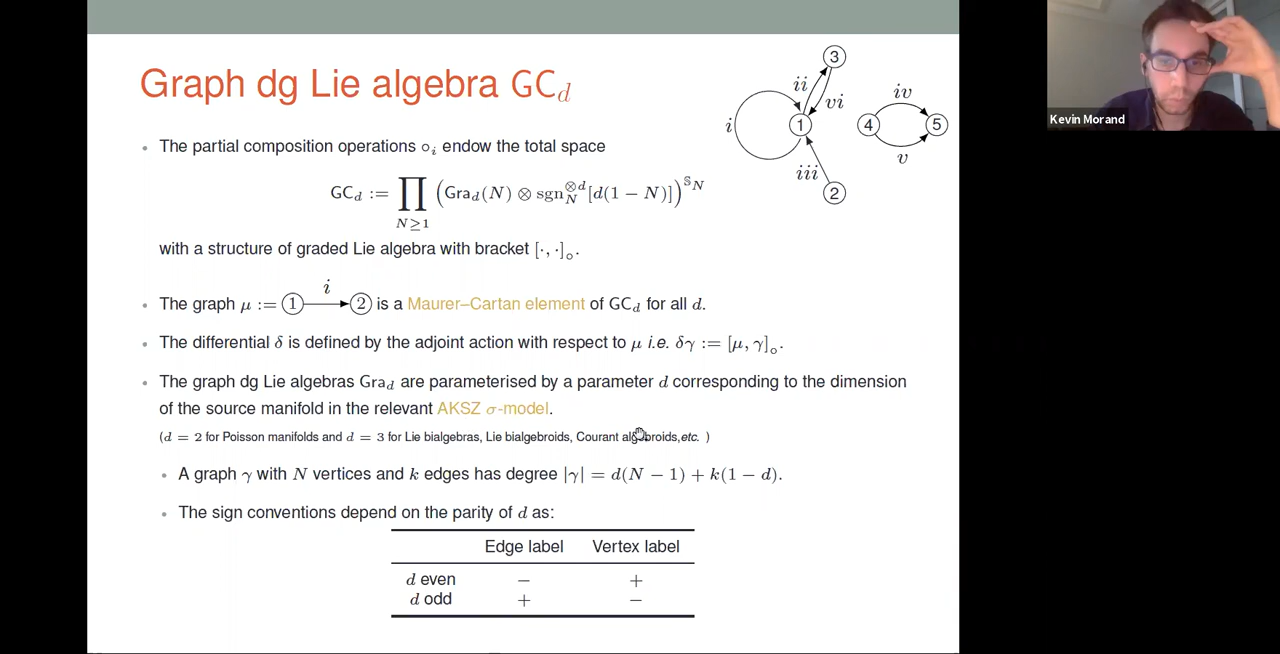 Graph dg Lie algebra GC_d
• The partial composition operations ∘_i endow the total space
GC_d := ∏_{N≥1} (Gra_d(N) ⊗ sgn_N^{⊗d}[d(1 − N)])^{𝕊_N}
with a structure of graded Lie algebra with bracket [·, ·]_∘.
• The graph μ := ① —i→ ② is a Maurer–Cartan element of GC_d for all d.
• The differential δ is defined by the adjoint action with respect to μ i.e. δγ := [μ, γ]_∘.
• The graph dg Lie algebras Gra_d are parameterised by a parameter d corresponding to the dimension
of the source manifold in the relevant AKSZ σ-model.
(d = 2 for Poisson manifolds and d = 3 for Lie bialgebras, Lie bialgebroids, Courant algebroids, etc. )
• A graph γ with N vertices and k edges has degree |γ| = d(N − 1) + k(1 − d).
• The sign conventions depend on the parity of d as:
Edge label Vertex label
d even − +
d odd + −
3
ii
vi
i
1
iii
2
iv
4
5
v
Kevin Morand